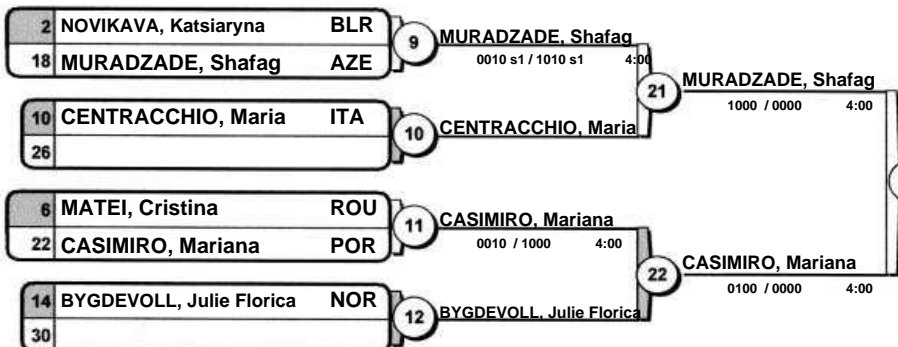 2 NOVIKAVA, Katsiaryna BLR
18 MURADZADE, Shafag AZE
9 MURADZADE, Shafag
0010 s1 / 1010 s1 4:00
10 CENTRACCHIO, Maria ITA
26
10 CENTRACCHIO, Maria
21 MURADZADE, Shafag
1000 / 0000 4:00
6 MATEI, Cristina ROU
22 CASIMIRO, Mariana POR
11 CASIMIRO, Mariana
0010 / 1000 4:00
14 BYGDEVOLL, Julie Florica NOR
30
12 BYGDEVOLL, Julie Florica
22 CASIMIRO, Mariana
0100 / 0000 4:00